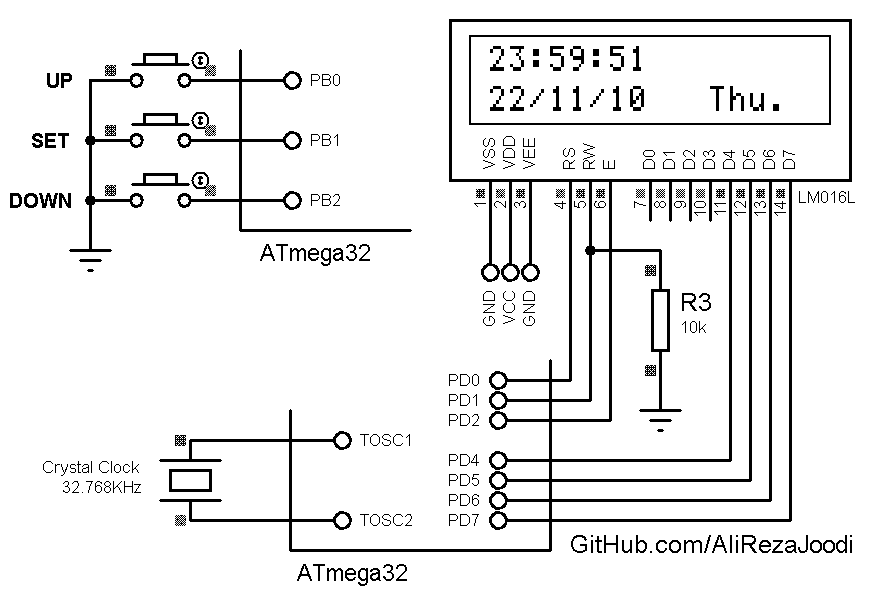 UP
PB0
SET
PB1
DOWN
PB2
ATmega32
23:59:51
22/11/10 Thu.
VSS VDD VEE RS RW E D0 D1 D2 D3 D4 D5 D6 D7
1 2 3 4 5 6 7 8 9 10 11 12 13 14
LM016L
GND VCC GND
R3
10k
PD0
PD1
PD2
PD4
PD5
PD6
PD7
Crystal Clock
32.768KHz
TOSC1
TOSC2
ATmega32
GitHub.com/AliRezaJoodi